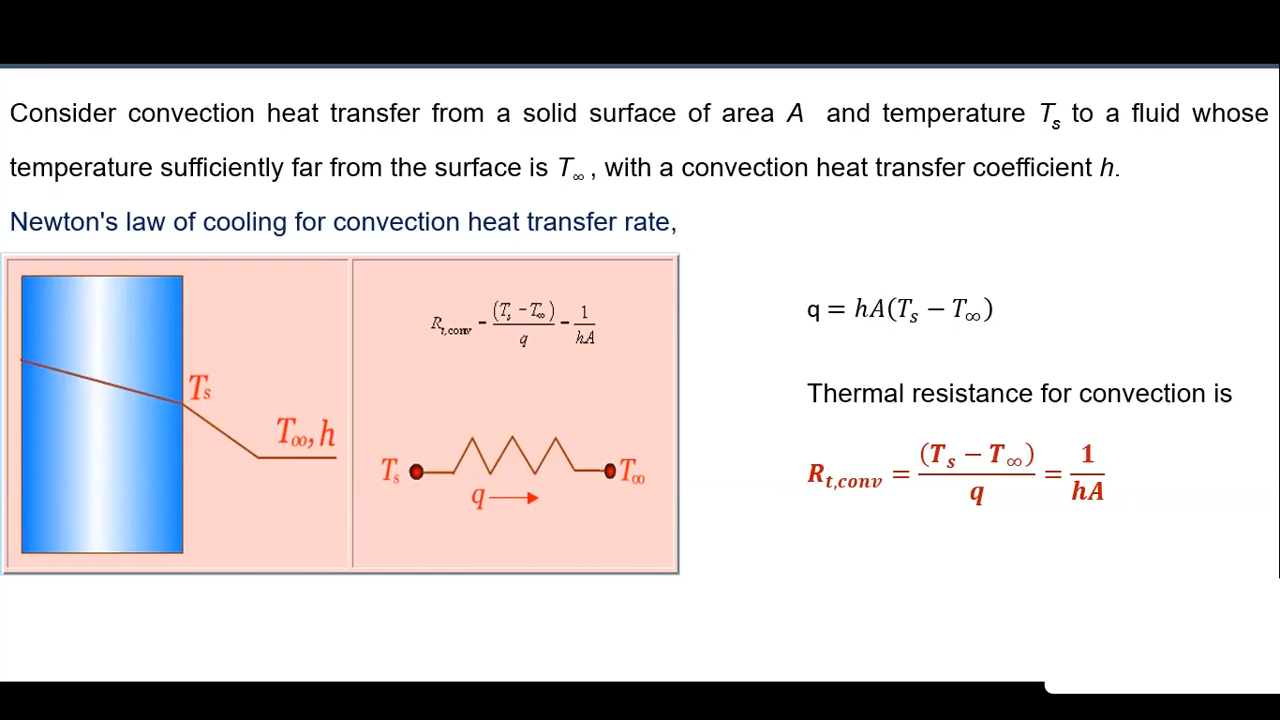 Consider convection heat transfer from a solid surface of area A and temperature Tₛ to a fluid whose
temperature sufficiently far from the surface is T∞ , with a convection heat transfer coefficient h.
Newton's law of cooling for convection heat transfer rate,
Tₛ
T∞, h
R_{t,conv} = (Tₛ − T∞)/q = 1/hA
Tₛ
T∞
q
q = hA(Tₛ − T∞)
Thermal resistance for convection is
R_{t,conv} = (Tₛ − T∞)/q = 1/hA